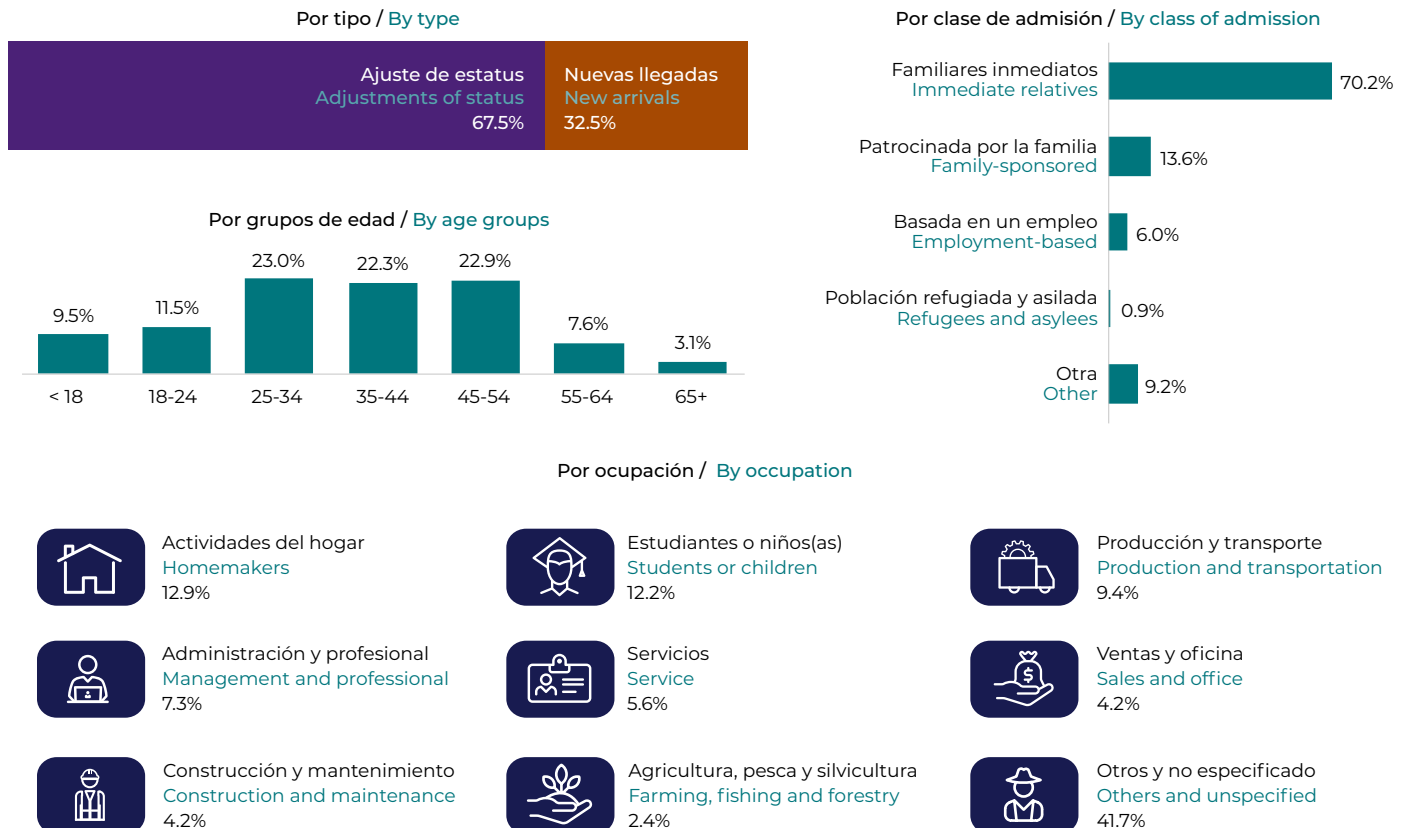 Por tipo / By type
Ajuste de estatus
Adjustments of status
67.5%
Nuevas llegadas
New arrivals
32.5%
Por grupos de edad / By age groups
9.5%
11.5%
23.0%
22.3%
22.9%
7.6%
3.1%
< 18
18-24
25-34
35-44
45-54
55-64
65+
Por clase de admisión / By class of admission
Familiares inmediatos
Immediate relatives
70.2%
Patrocinada por la familia
Family-sponsored
13.6%
Basada en un empleo
Employment-based
6.0%
Población refugiada y asilada
Refugees and asylees
0.9%
Otra
Other
9.2%
Por ocupación / By occupation
Actividades del hogar
Homemakers
12.9%
Estudiantes o niños(as)
Students or children
12.2%
Producción y transporte
Production and transportation
9.4%
Administración y profesional
Management and professional
7.3%
Servicios
Service
5.6%
$
Ventas y oficina
Sales and office
4.2%
Construcción y mantenimiento
Construction and maintenance
4.2%
Agricultura, pesca y silvicultura
Farming, fishing and forestry
2.4%
Otros y no especificado
Others and unspecified
41.7%